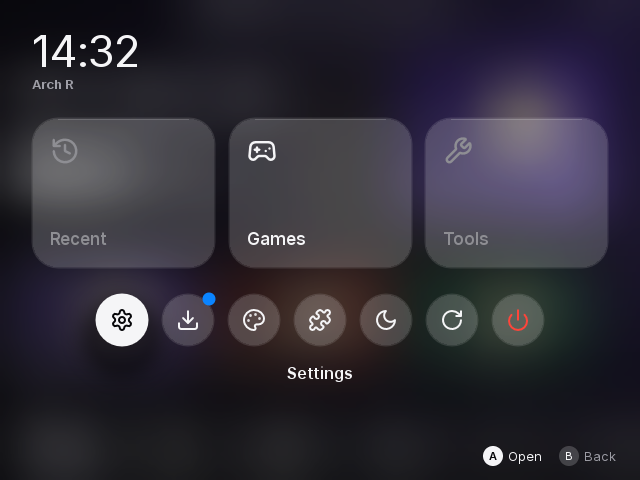 14:32
Arch R
Recent
Games
Tools
Settings
A Open B Back